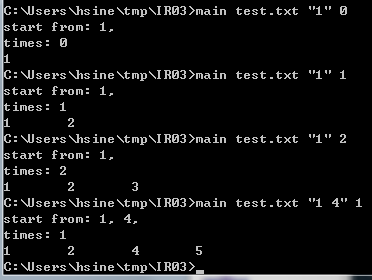 C:\Users\hsine\tmp\IR03>main test.txt "1" 0
start from: 1,
times: 0
1
C:\Users\hsine\tmp\IR03>main test.txt "1" 1
start from: 1,
times: 1
1 2
C:\Users\hsine\tmp\IR03>main test.txt "1" 2
start from: 1,
times: 2
1 2 3
C:\Users\hsine\tmp\IR03>main test.txt "1 4" 1
start from: 1, 4,
times: 1
1 2 4 5
C:\Users\hsine\tmp\IR03>